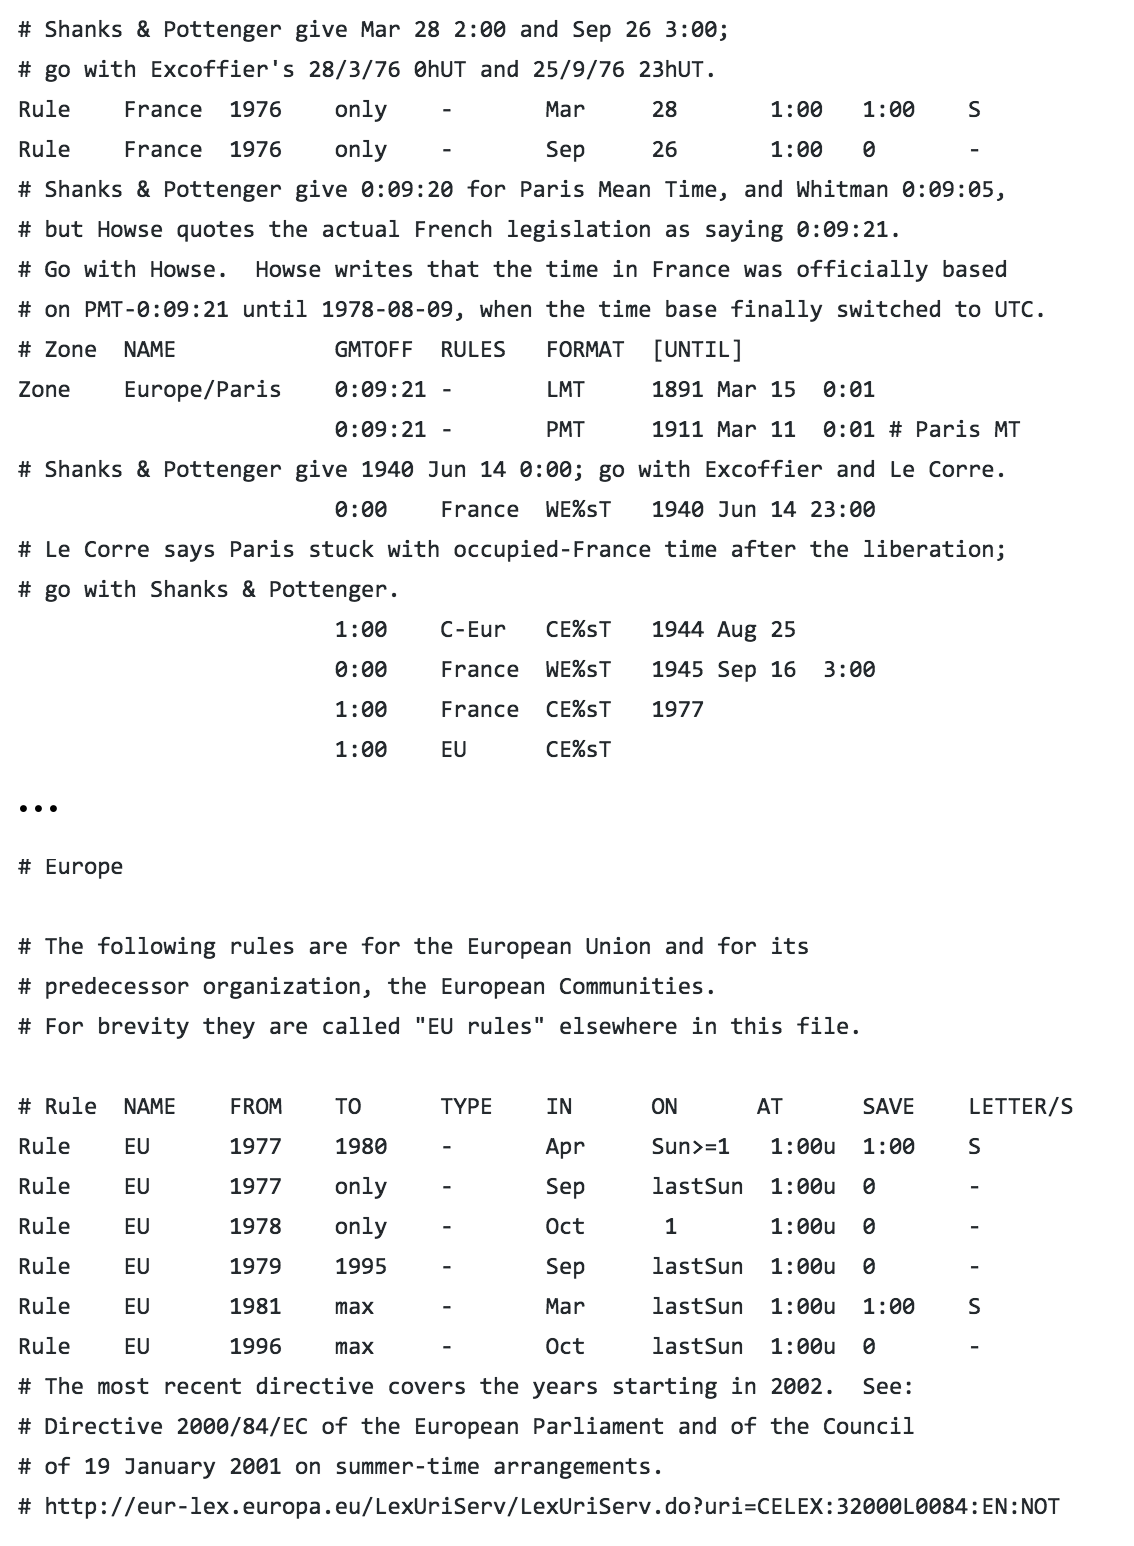 # Shanks & Pottenger give Mar 28 2:00 and Sep 26 3:00;
# go with Excoffier's 28/3/76 0hUT and 25/9/76 23hUT.
Rule    France  1976    only    -       Mar     28       1:00   1:00    S
Rule    France  1976    only    -       Sep     26       1:00   0       -
# Shanks & Pottenger give 0:09:20 for Paris Mean Time, and Whitman 0:09:05,
# but Howse quotes the actual French legislation as saying 0:09:21.
# Go with Howse.  Howse writes that the time in France was officially based
# on PMT-0:09:21 until 1978-08-09, when the time base finally switched to UTC.
# Zone  NAME            GMTOFF  RULES   FORMAT  [UNTIL]
Zone    Europe/Paris    0:09:21 -       LMT     1891 Mar 15  0:01
                        0:09:21 -       PMT     1911 Mar 11  0:01 # Paris MT
# Shanks & Pottenger give 1940 Jun 14 0:00; go with Excoffier and Le Corre.
                        0:00    France  WE%sT   1940 Jun 14 23:00
# Le Corre says Paris stuck with occupied-France time after the liberation;
# go with Shanks & Pottenger.
                        1:00    C-Eur   CE%sT   1944 Aug 25
                        0:00    France  WE%sT   1945 Sep 16  3:00
                        1:00    France  CE%sT   1977
                        1:00    EU      CE%sT
...
# Europe
# The following rules are for the European Union and for its
# predecessor organization, the European Communities.
# For brevity they are called "EU rules" elsewhere in this file.
# Rule  NAME    FROM    TO      TYPE    IN      ON      AT      SAVE    LETTER/S
Rule    EU      1977    1980    -       Apr     Sun>=1   1:00u  1:00    S
Rule    EU      1977    only    -       Sep     lastSun  1:00u  0       -
Rule    EU      1978    only    -       Oct      1       1:00u  0       -
Rule    EU      1979    1995    -       Sep     lastSun  1:00u  0       -
Rule    EU      1981    max     -       Mar     lastSun  1:00u  1:00    S
Rule    EU      1996    max     -       Oct     lastSun  1:00u  0       -
# The most recent directive covers the years starting in 2002.  See:
# Directive 2000/84/EC of the European Parliament and of the Council
# of 19 January 2001 on summer-time arrangements.
# http://eur-lex.europa.eu/LexUriServ/LexUriServ.do?uri=CELEX:32000L0084:EN:NOT